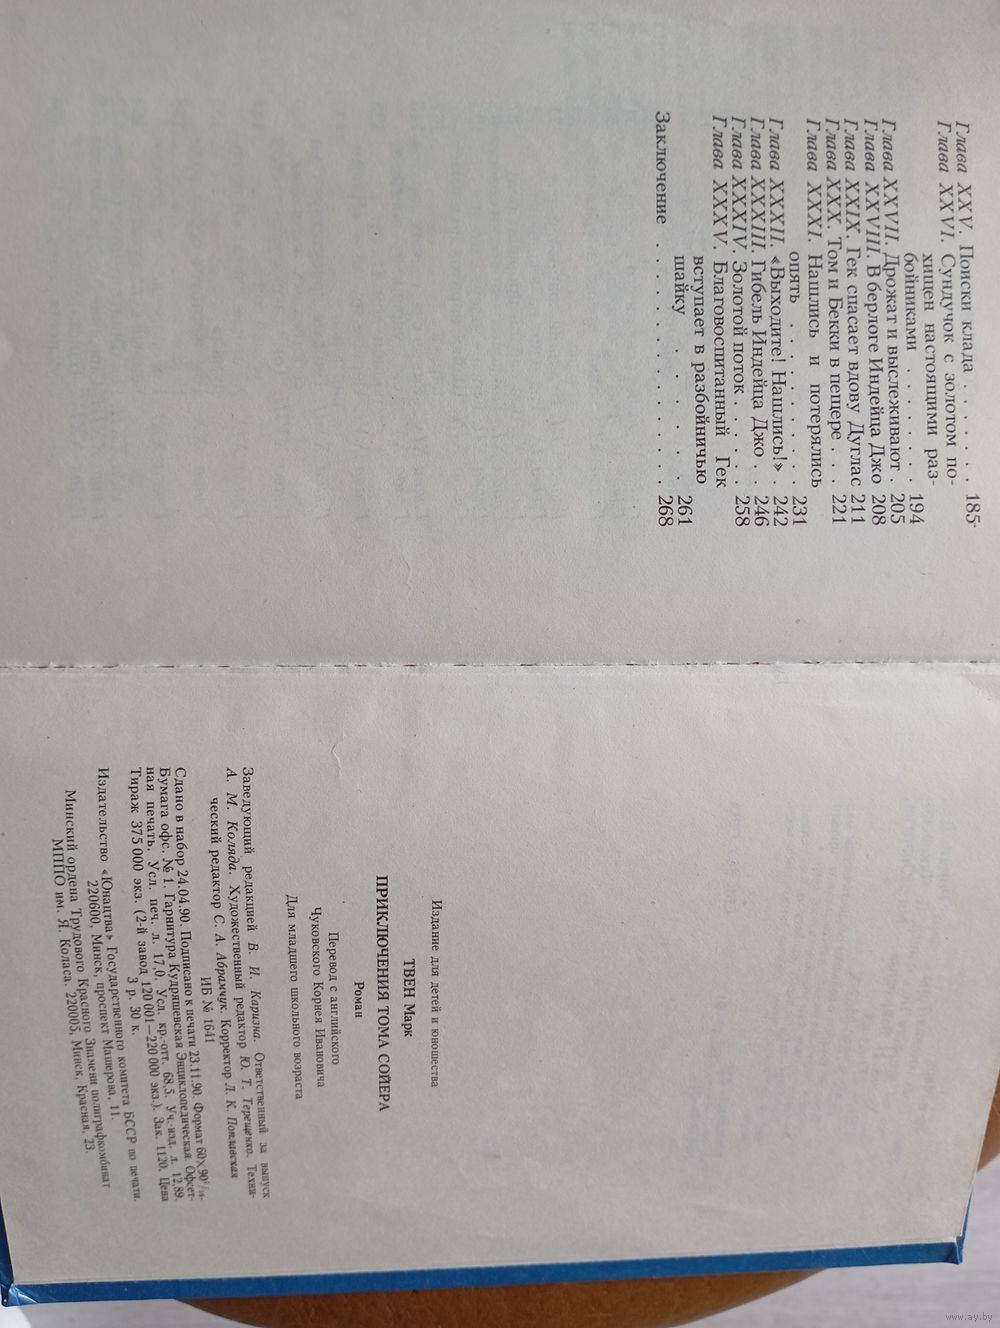 Глава XXV. Поиски клада . . . . . . . 185
Глава XXVI. Сундучок с золотом по-
хищен настоящими раз-
бойниками . . . . . . . 194
Глава XXVII. Дрожат и выслеживают . 205
Глава XXVIII. В берлоге Индейца Джо 208
Глава XXIX. Гек спасает вдову Дуглас 211
Глава XXX. Том и Бекки в пещере . . . 221
Глава XXXI. Нашлись и потерялись
опять . . . . . . . . . 231
Глава XXXII. «Выходите! Нашлись!» . 242
Глава XXXIII. Гибель Индейца Джо . . 246
Глава XXXIV. Золотой поток . . . . . 258
Глава XXXV. Благовоспитанный Гек
вступает в разбойничью
шайку . . . . . . 261
Заключение . . . . . . . . . . . . . 268
Издание для детей и юношества
ТВЕН Марк
ПРИКЛЮЧЕНИЯ ТОМА СОЙЕРА
Роман
Перевод с английского
Чуковского Корнея Ивановича
Для младшего школьного возраста
Заведующий редакцией В. И. Каризна. Ответственный за выпуск
А. М. Коляда. Художественный редактор Ю. Т. Терещенко. Техни-
ческий редактор С. А. Абрамчук. Корректор Л. К. Поплавская
ИБ № 1641
Сдано в набор 24.04.90. Подписано к печати 23.11.90. Формат 60×90¹/₁₆.
Бумага офс. № 1. Гарнитура Кудряшевская Энциклопедическая. Офсет-
ная печать. Усл. печ. л. 17,0. Усл. кр.-отт. 68,5. Уч.-изд. л. 12,89.
Тираж 375 000 экз. (2-й завод 120 001—220 000 экз.). Зак. 1120. Цена
3 р. 30 к.
Издательство «Юнацтва» Государственного комитета БССР по печати.
220600, Минск, проспект Машерова, 11.
Минский ордена Трудового Красного Знамени полиграфкомбинат
МППО им. Я. Коласа. 220005, Минск, Красная, 23.
www.ay.by